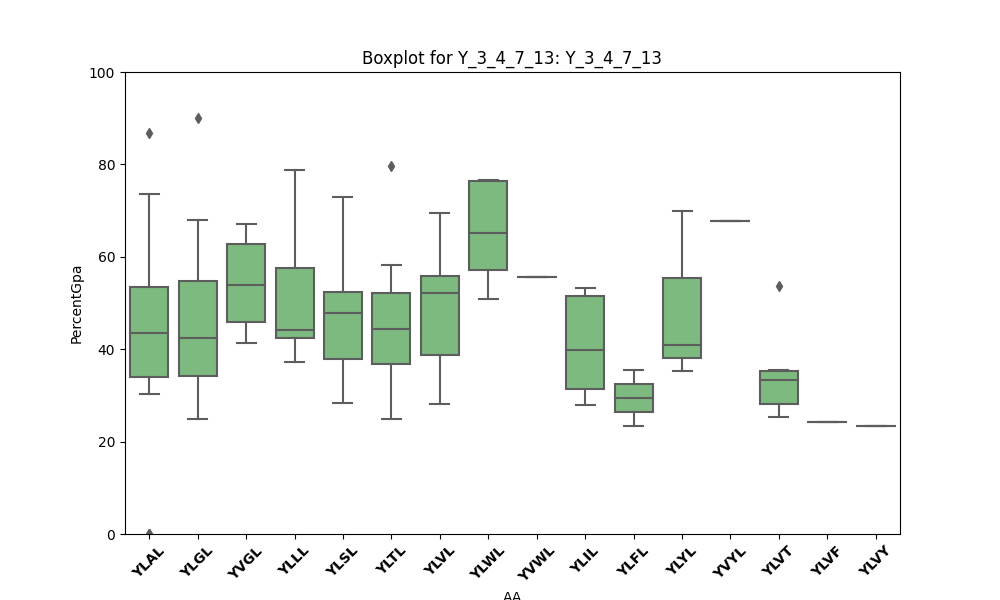 Boxplot for Y_3_4_7_13: Y_3_4_7_13
100
80
60
40
20
0
PercentGpa
YLAL YLGL YVGL YLLL YLSL YLTL YLVL YLWL YVWL YLIL YLFL YLYL YVYL YLVT YLVF YLVY
AA